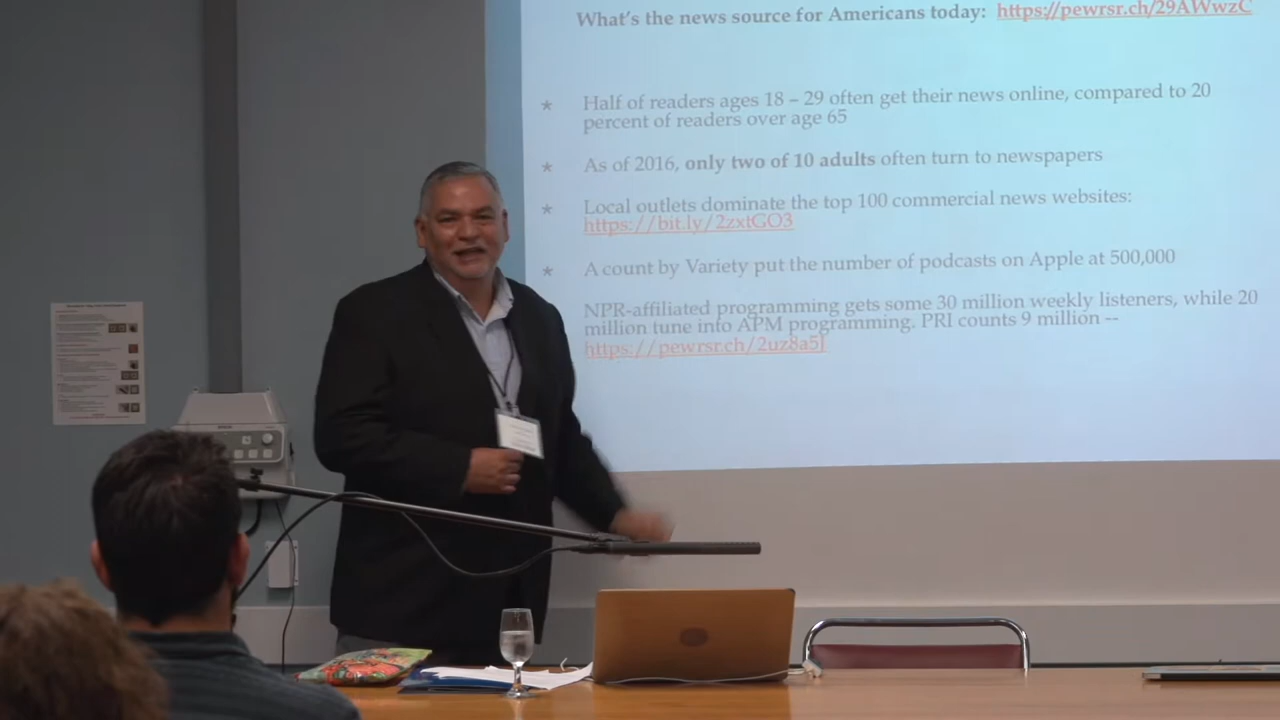 What's the news source for Americans today: https://pewrsr.ch/29AWwzC
* Half of readers ages 18 – 29 often get their news online, compared to 20
percent of readers over age 65
* As of 2016, only two of 10 adults often turn to newspapers
* Local outlets dominate the top 100 commercial news websites:
https://bit.ly/2zxtGO3
* A count by Variety put the number of podcasts on Apple at 500,000
NPR-affiliated programming gets some 30 million weekly listeners, while 20
million tune into APM programming. PRI counts 9 million --
https://pewrsr.ch/2uz8a5J